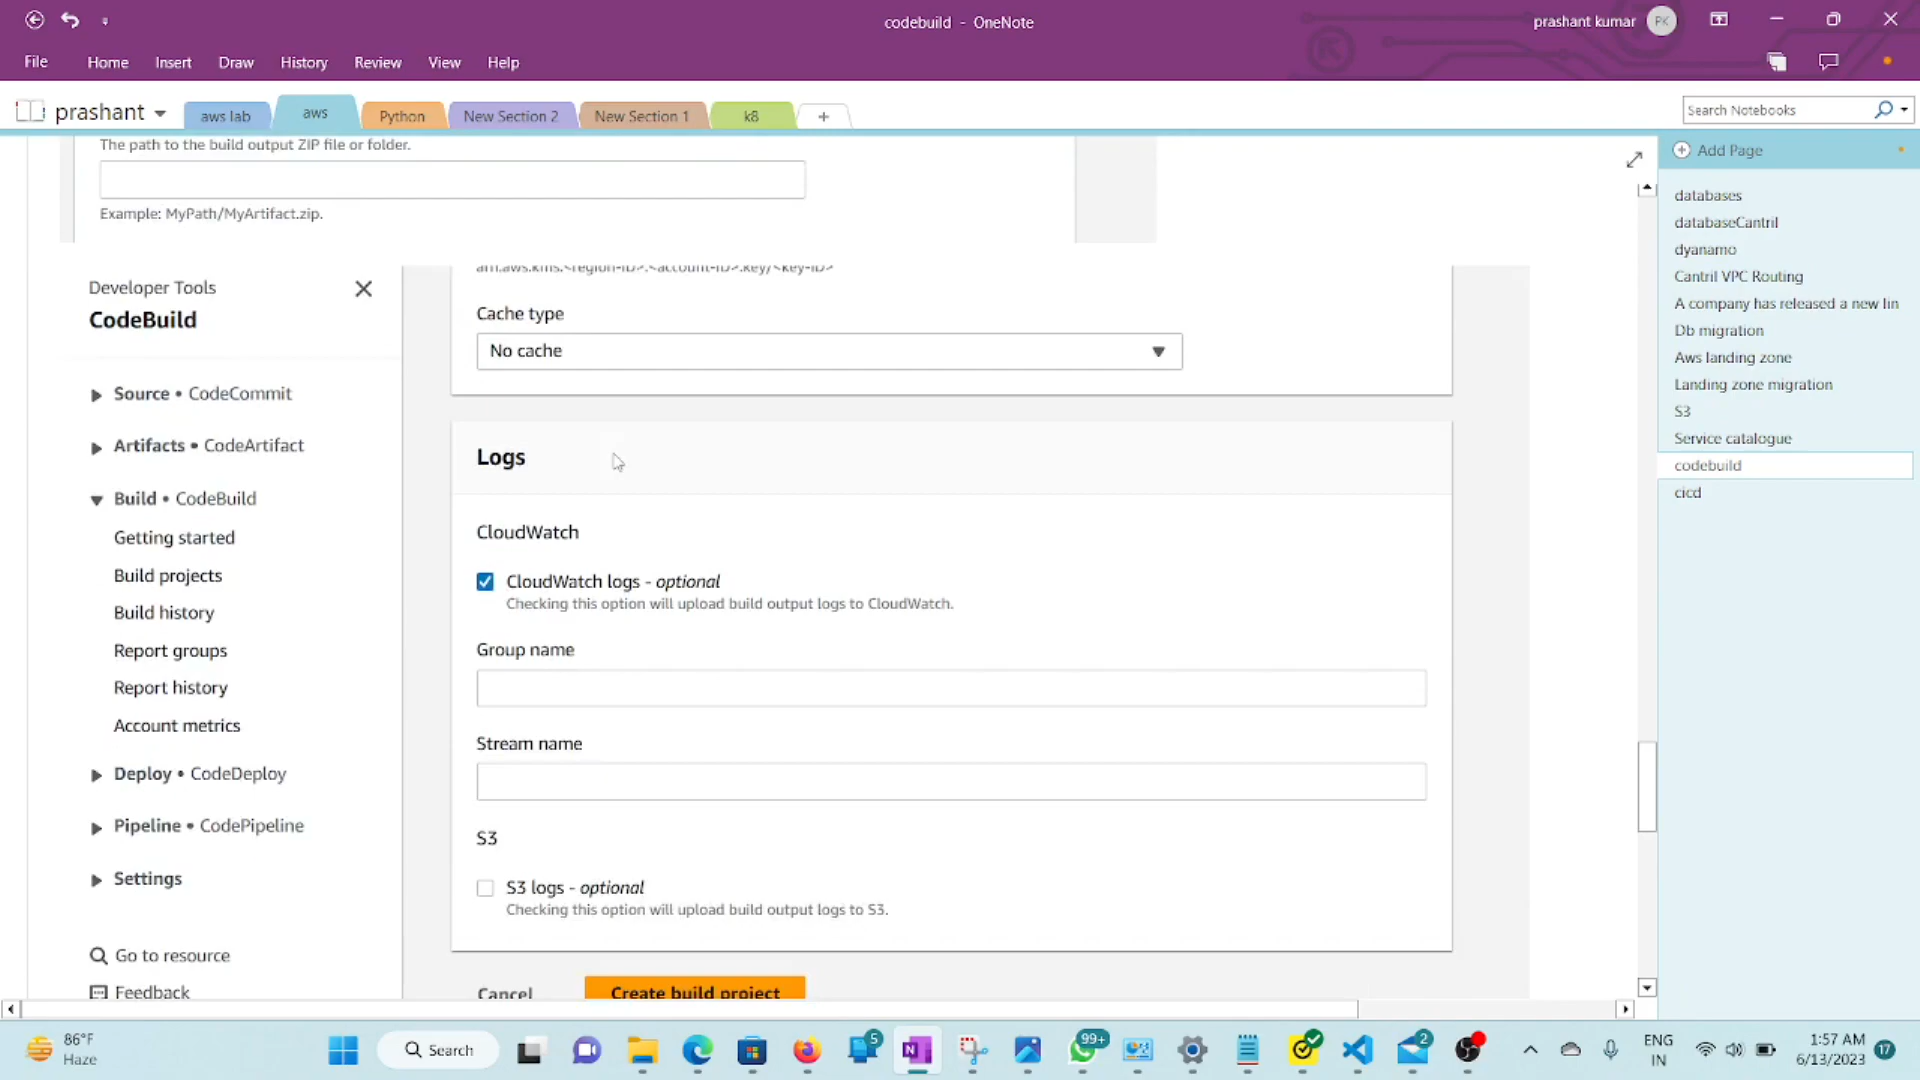 codebuild - OneNote
prashant kumar PK
File Home Insert Draw History Review View Help
prashant aws lab aws Python New Section 2 New Section 1 k8 +
Search Notebooks
The path to the build output ZIP file or folder.
Example: MyPath/MyArtifact.zip.
Add Page
databases
databaseCantril
dyanamo
Cantril VPC Routing
A company has released a new lin
Db migration
Aws landing zone
Landing zone migration
S3
Service catalogue
codebuild
cicd
Developer Tools
CodeBuild
Source • CodeCommit
Artifacts • CodeArtifact
Build • CodeBuild
Getting started
Build projects
Build history
Report groups
Report history
Account metrics
Deploy • CodeDeploy
Pipeline • CodePipeline
Settings
Go to resource
Feedback
Cache type
No cache
Logs
CloudWatch
CloudWatch logs - optional
Checking this option will upload build output logs to CloudWatch.
Group name
Stream name
S3
S3 logs - optional
Checking this option will upload build output logs to S3.
Cancel
Create build project
86°F
Haze
Search
5
99+
2
ENG
IN
1:57 AM
6/13/2023
17